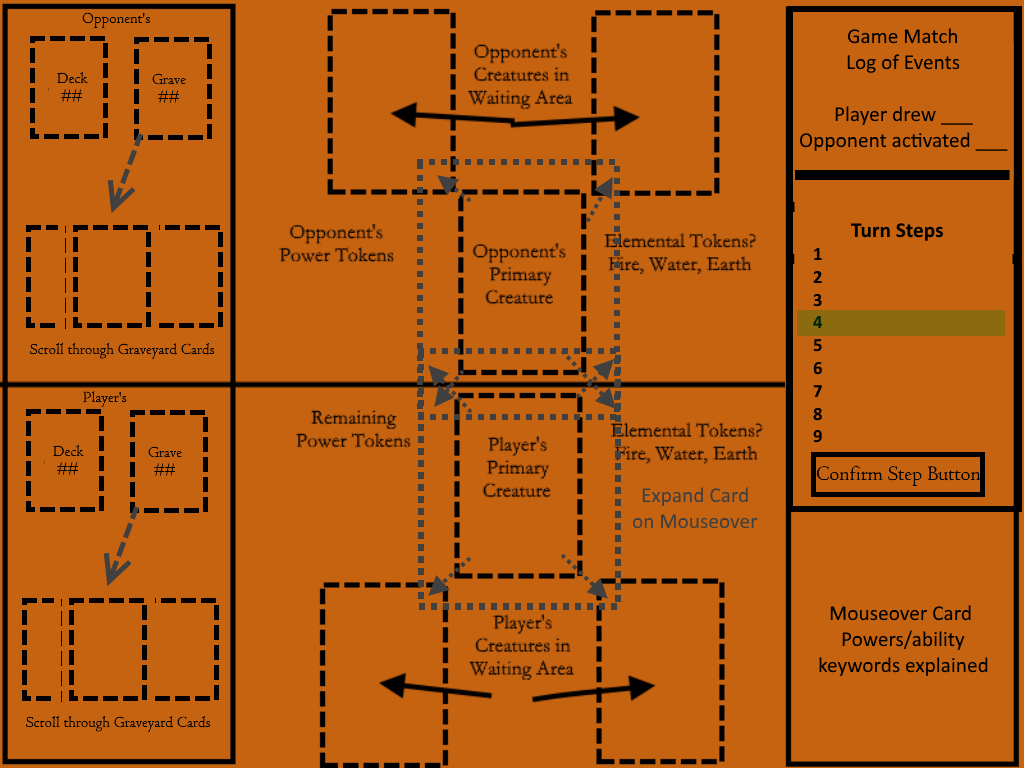 Opponent's
Deck
##
Grave
##
Scroll through Graveyard Cards
Player's
Deck
##
Grave
##
Scroll through Graveyard Cards
Opponent's
Creatures in
Waiting Area
Opponent's
Power Tokens
Opponent's
Primary
Creature
Elemental Tokens?
Fire, Water, Earth
Remaining
Power Tokens
Player's
Primary
Creature
Elemental Tokens?
Fire, Water, Earth
Expand Card
on Mouseover
Player's
Creatures in
Waiting Area
Game Match
Log of Events
Player drew ___
Opponent activated ___
Turn Steps
1
2
3
4
5
6
7
8
9
Confirm Step Button
Mouseover Card
Powers/ability
keywords explained